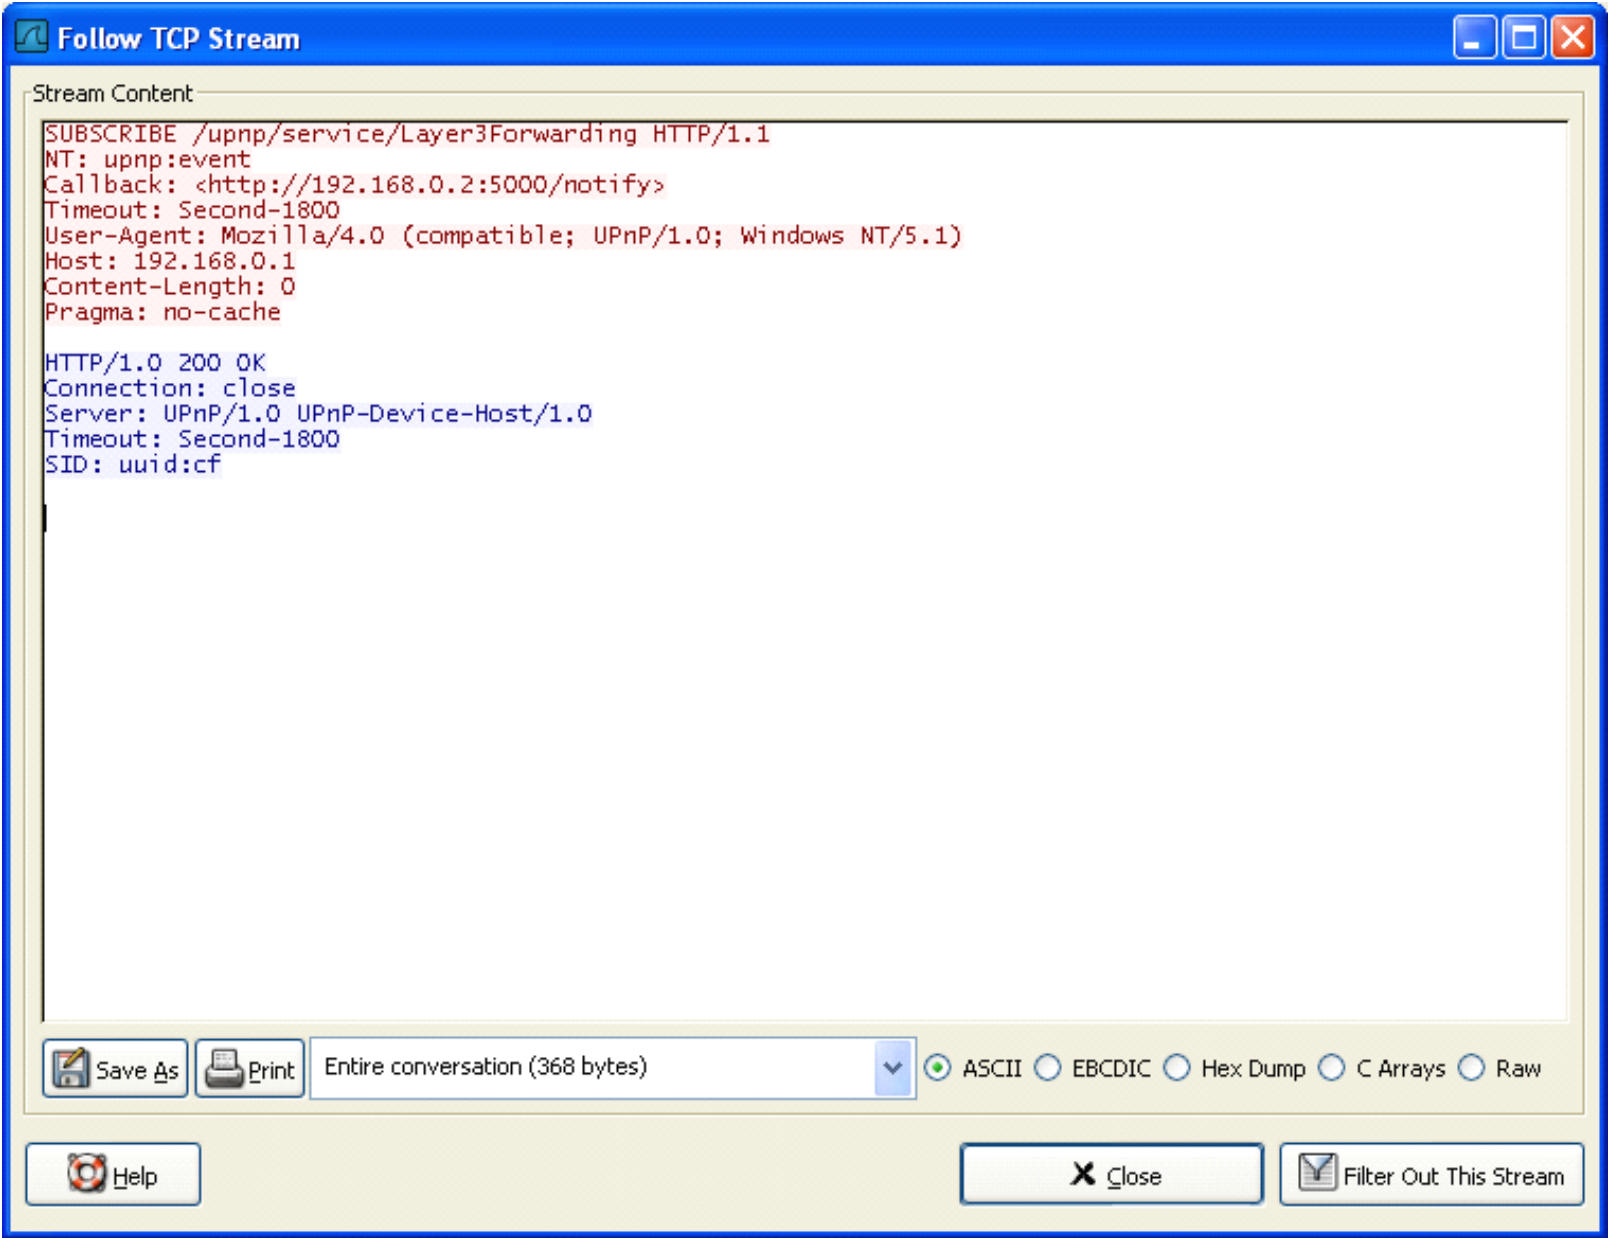 Follow TCP Stream
Stream Content
SUBSCRIBE /upnp/service/Layer3Forwarding HTTP/1.1
NT: upnp:event
Callback: <http://192.168.0.2:5000/notify>
Timeout: Second-1800
User-Agent: Mozilla/4.0 (compatible; UPnP/1.0; Windows NT/5.1)
Host: 192.168.0.1
Content-Length: 0
Pragma: no-cache
HTTP/1.0 200 OK
Connection: close
Server: UPnP/1.0 UPnP-Device-Host/1.0
Timeout: Second-1800
SID: uuid:cf
Save As Print Entire conversation (368 bytes) ASCII EBCDIC Hex Dump C Arrays Raw
Help Close Filter Out This Stream